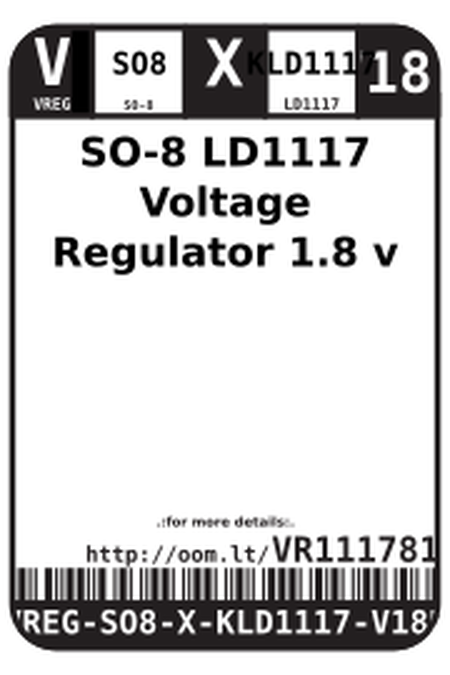 V S08 X KLD1117 18
VREG SO-8 LD1117
SO-8 LD1117
Voltage
Regulator 1.8 v
.:for more details:.
http://oom.lt/VR111781
VREG-S08-X-KLD1117-V18